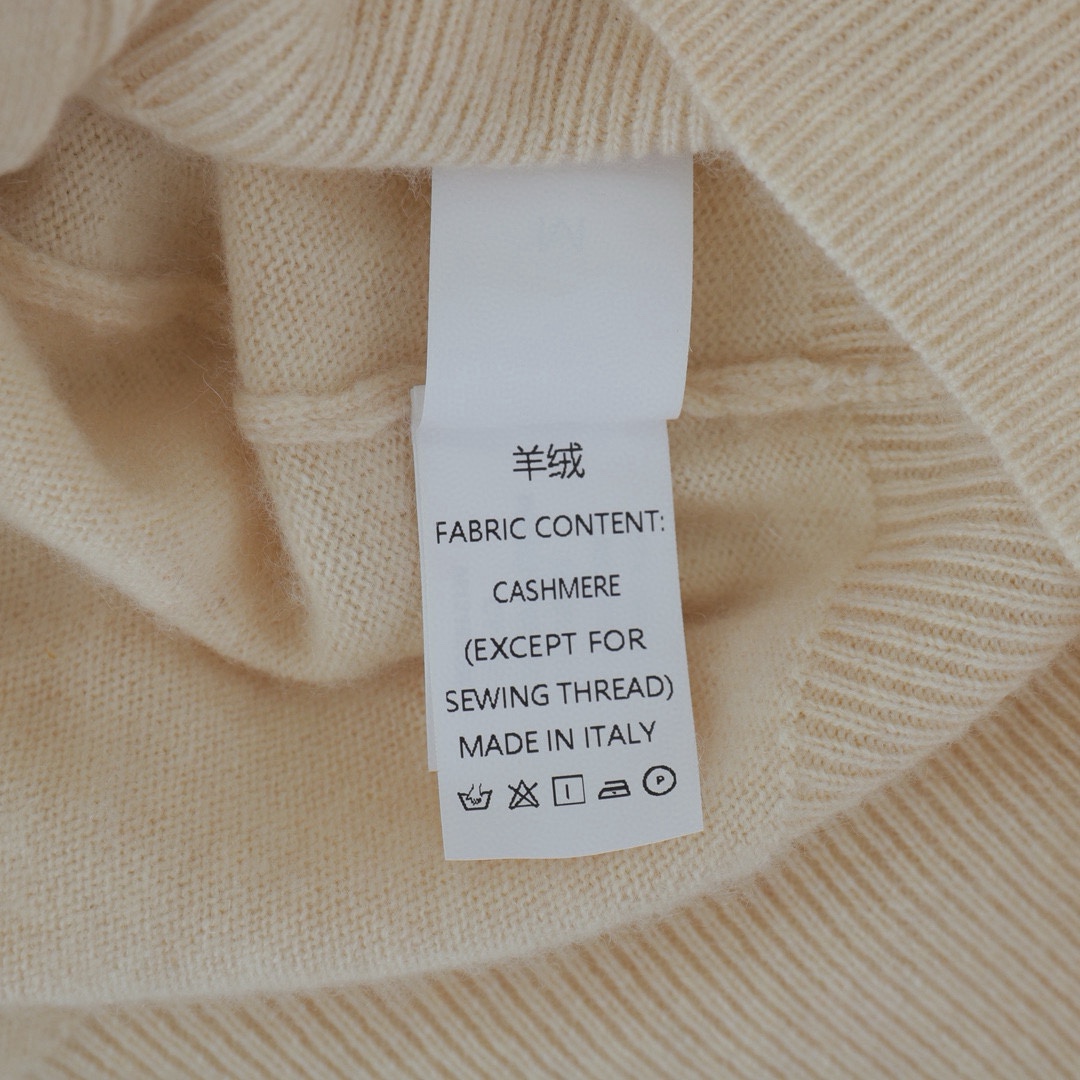 羊绒
FABRIC CONTENT:
CASHMERE
(EXCEPT FOR
SEWING THREAD)
MADE IN ITALY
P